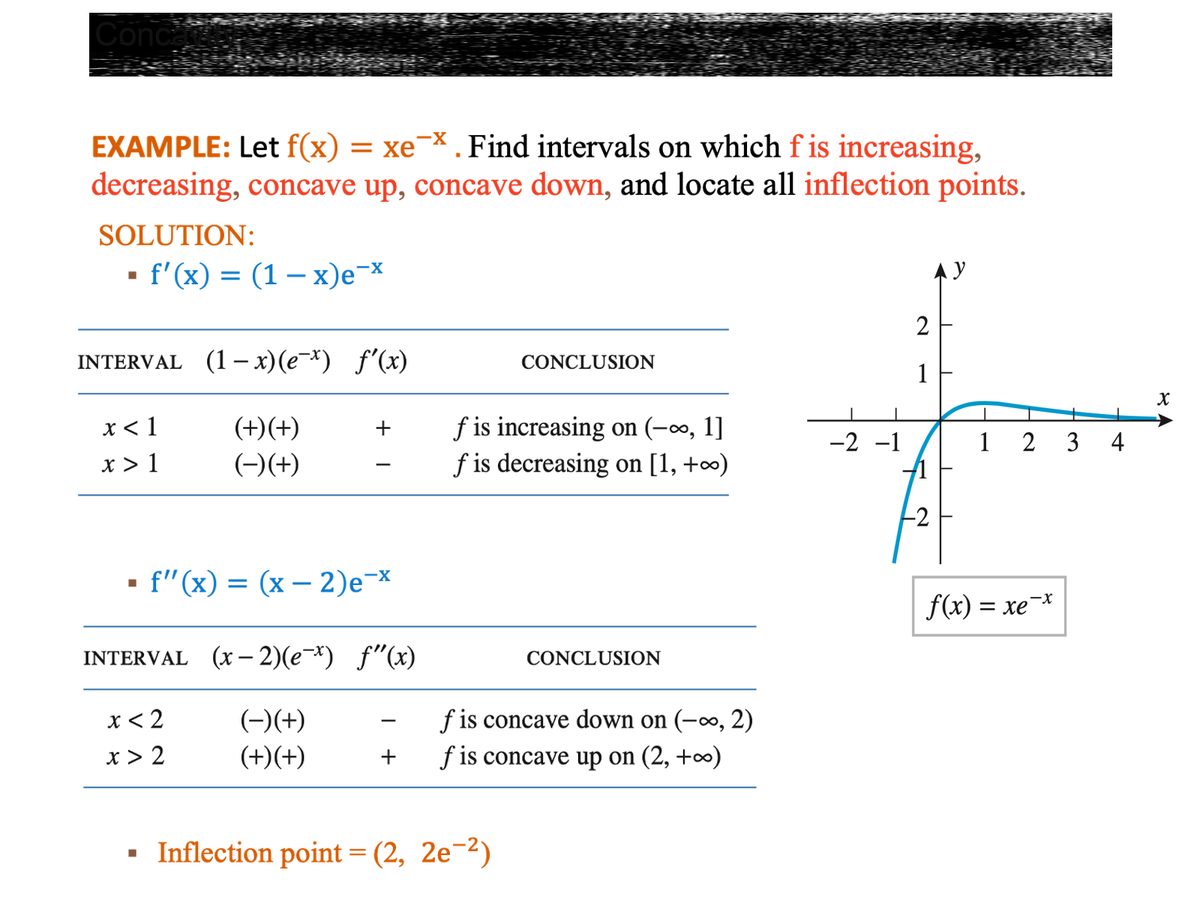 EXAMPLE: Let f(x) = xe⁻ˣ. Find intervals on which f is increasing,
decreasing, concave up, concave down, and locate all inflection points.
SOLUTION:
▪ f′(x) = (1 − x)e⁻ˣ
INTERVAL (1 − x)(e⁻ˣ) f′(x) CONCLUSION
x < 1 (+)(+) + f is increasing on (−∞, 1]
x > 1 (−)(+) − f is decreasing on [1, +∞)
▪ f″(x) = (x − 2)e⁻ˣ
INTERVAL (x − 2)(e⁻ˣ) f″(x) CONCLUSION
x < 2 (−)(+) − f is concave down on (−∞, 2)
x > 2 (+)(+) + f is concave up on (2, +∞)
▪ Inflection point = (2, 2e⁻²)
y
2
1
x
−2 −1 1 2 3 4
−1
−2
f(x) = xe⁻ˣ